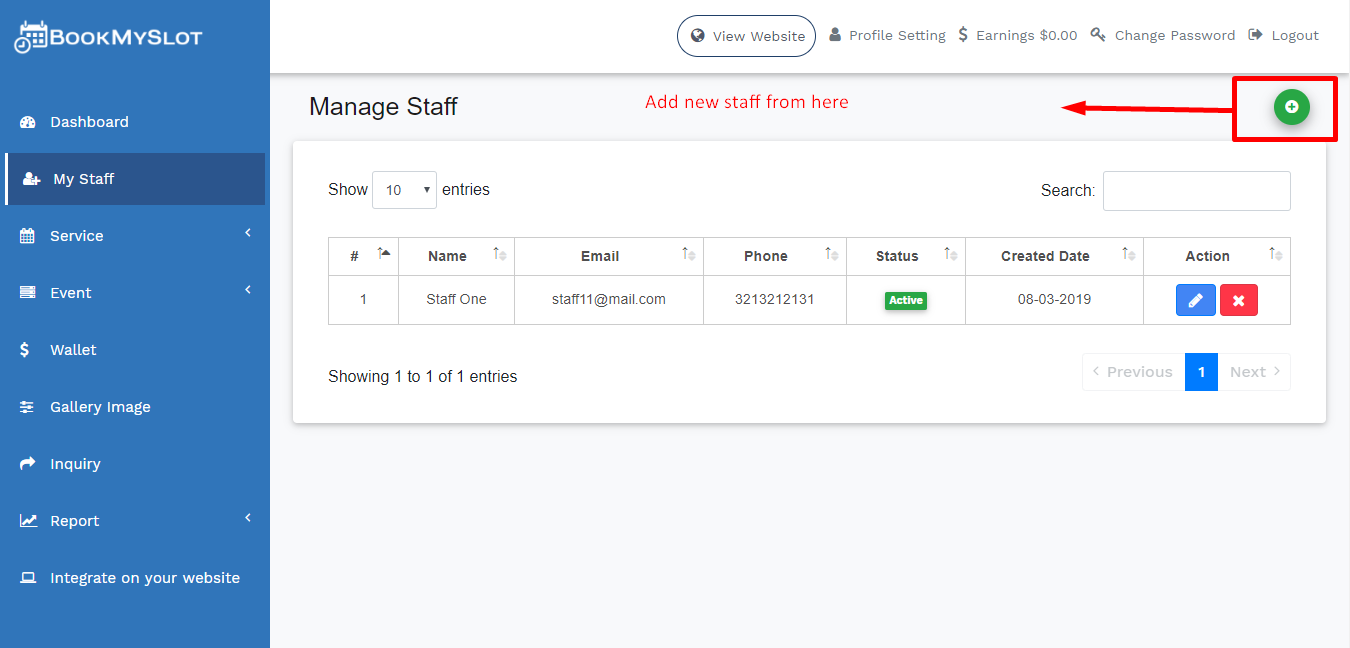 BOOKMYSLOT
View Website Profile Setting Earnings $0.00 Change Password Logout
Manage Staff
Add new staff from here
Dashboard
My Staff
Service
Event
Wallet
Gallery Image
Inquiry
Report
Integrate on your website
Show 10 entries
Search:
# Name Email Phone Status Created Date Action
1 Staff One staff11@mail.com 3213212131 Active 08-03-2019
Showing 1 to 1 of 1 entries
Previous 1 Next